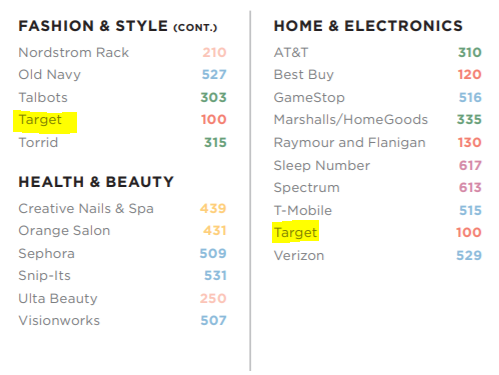 FASHION & STYLE (CONT.)
Nordstrom Rack 210
Old Navy 527
Talbots 303
Target 100
Torrid 315
HEALTH & BEAUTY
Creative Nails & Spa 439
Orange Salon 431
Sephora 509
Snip-Its 531
Ulta Beauty 250
Visionworks 507
HOME & ELECTRONICS
AT&T 310
Best Buy 120
GameStop 516
Marshalls/HomeGoods 335
Raymour and Flanigan 130
Sleep Number 617
Spectrum 613
T-Mobile 515
Target 100
Verizon 529